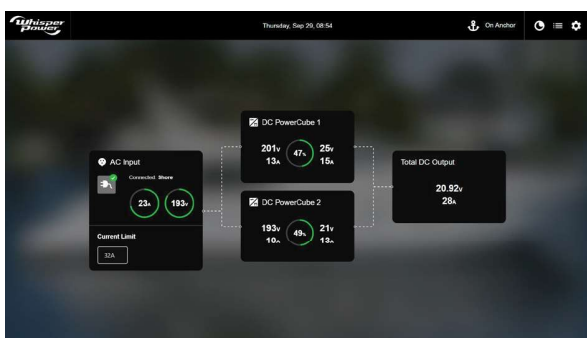 Whisper
Power
Thursday, Sep 29, 08:54
On Anchor
DC PowerCube 1
201v
47%
25v
13A
15A
AC Input
Connected Shore
23A
193v
Current Limit
32A
DC PowerCube 2
193v
49%
21v
10A
13A
Total DC Output
20.92v
28A